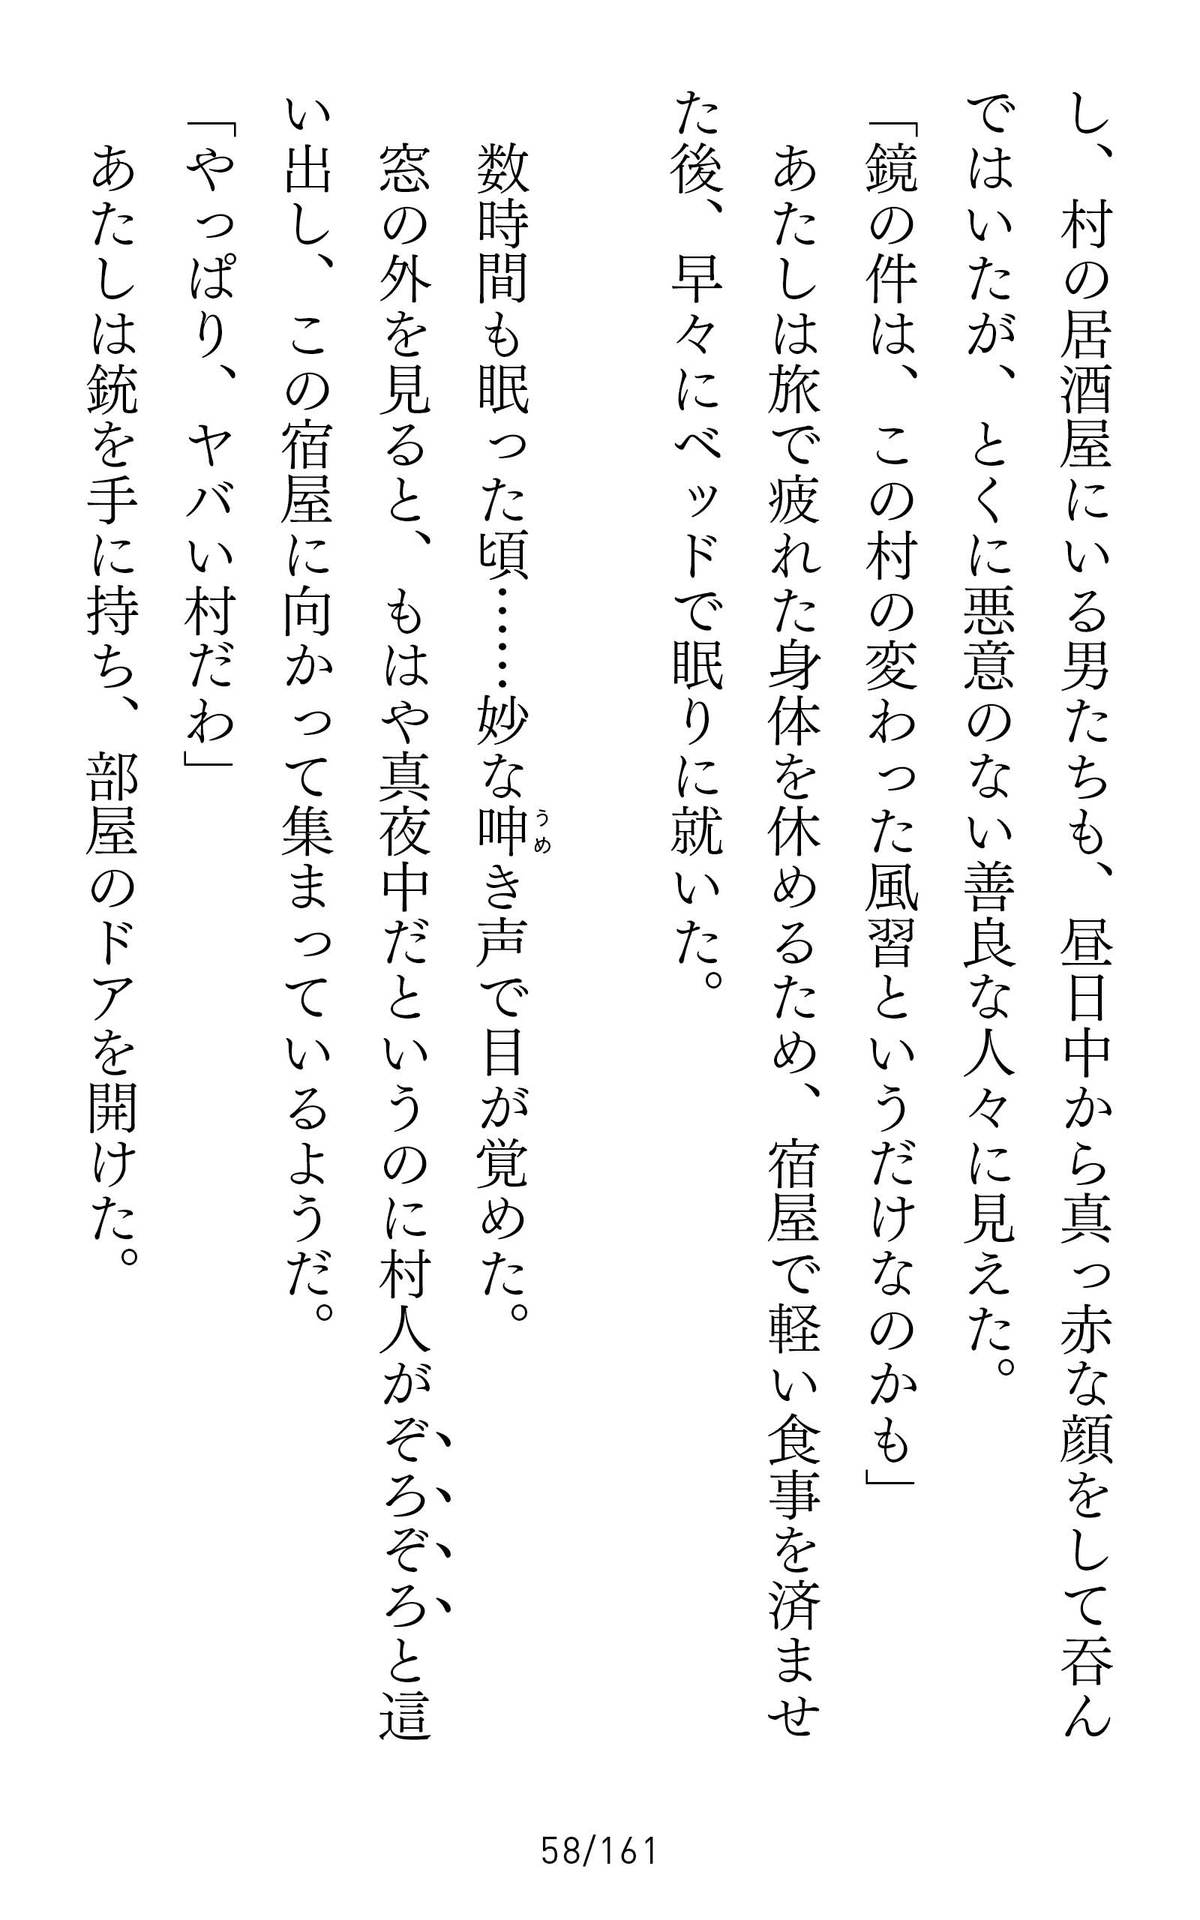 し、村の居酒屋にいる男たちも、昼日中から真っ赤な顔をして呑ん
ではいたが、とくに悪意のない善良な人々に見えた。
「鏡の件は、この村の変わった風習というだけなのかも」
あたしは旅で疲れた身体を休めるため、宿屋で軽い食事を済ませ
た後、早々にベッドで眠りに就いた。
数時間も眠った頃……妙な呻き声で目が覚めた。
うめ
窓の外を見ると、もはや真夜中だというのに村人がぞろぞろと這
い出し、この宿屋に向かって集まっているようだ。
「やっぱり、ヤバい村だわ」
あたしは銃を手に持ち、部屋のドアを開けた。
58/161